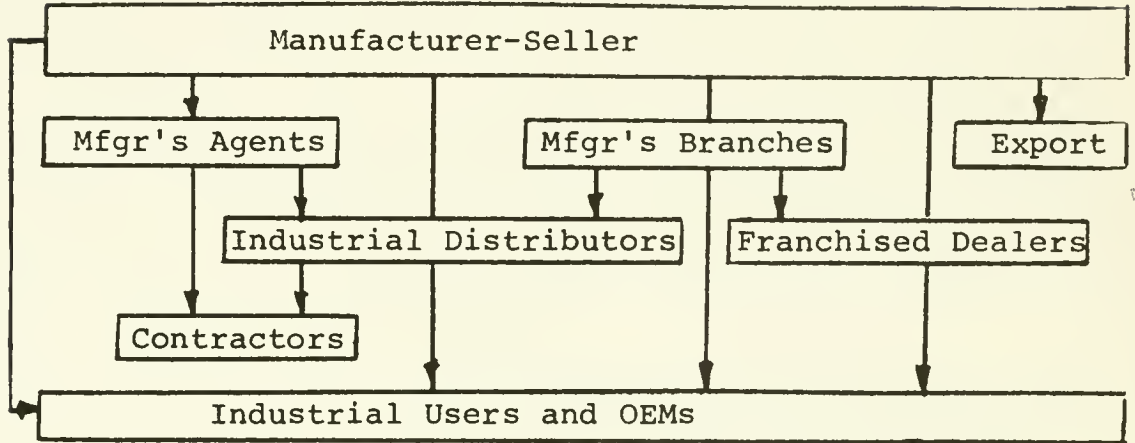 Manufacturer-Seller
Mfgr's Agents
Mfgr's Branches
Export
Industrial Distributors
Franchised Dealers
Contractors
Industrial Users and OEMs